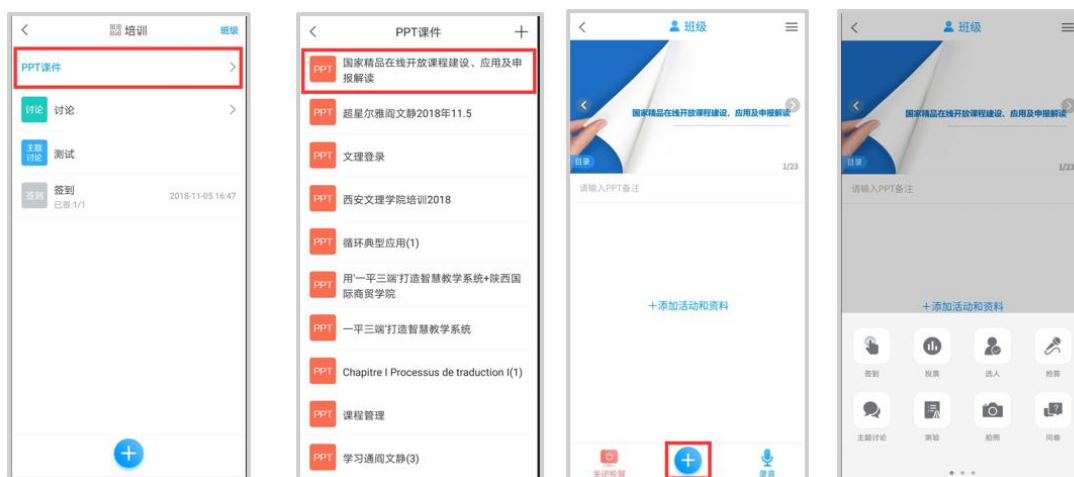 培训
班级
PPT课件
讨论 讨论
主题
讨论 测试
签到 签到
已签:1/1
2018-11-05 16:47
PPT课件
PPT 国家精品在线开放课程建设、应用及申
报解读
PPT 超星尔雅阎文静2018年11.5
PPT 文理登录
PPT 西安文理学院培训2018
PPT 循环典型应用(1)
PPT 用'一平三端'打造智慧教学系统+陕西国
际商贸学院
PPT 一平三端'打造智慧教学系统
PPT Chapitre I Processus de traduction I(1)
PPT 课程管理
PPT 学习通阎文静(3)
班级
国家精品在线开放课程建设、应用及申报解读
目录
1/23
请输入PPT备注
+添加活动和资料
关闭投屏
录音
班级
国家精品在线开放课程建设、应用及申报解读
目录
1/23
请输入PPT备注
+添加活动和资料
签到 投票 选人 抢答
主题讨论 测验 拍照 问卷